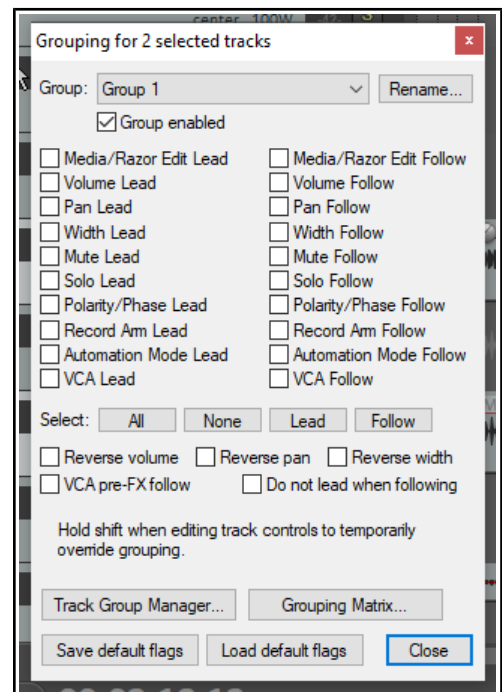 center 100W S
Grouping for 2 selected tracks x
Group: Group 1 Rename...
Group enabled
Media/Razor Edit Lead Media/Razor Edit Follow
Volume Lead Volume Follow
Pan Lead Pan Follow
Width Lead Width Follow
Mute Lead Mute Follow
Solo Lead Solo Follow
Polarity/Phase Lead Polarity/Phase Follow
Record Arm Lead Record Arm Follow
Automation Mode Lead Automation Mode Follow
VCA Lead VCA Follow
Select: All None Lead Follow
Reverse volume Reverse pan Reverse width
VCA pre-FX follow Do not lead when following
Hold shift when editing track controls to temporarily
override grouping.
Track Group Manager... Grouping Matrix...
Save default flags Load default flags Close